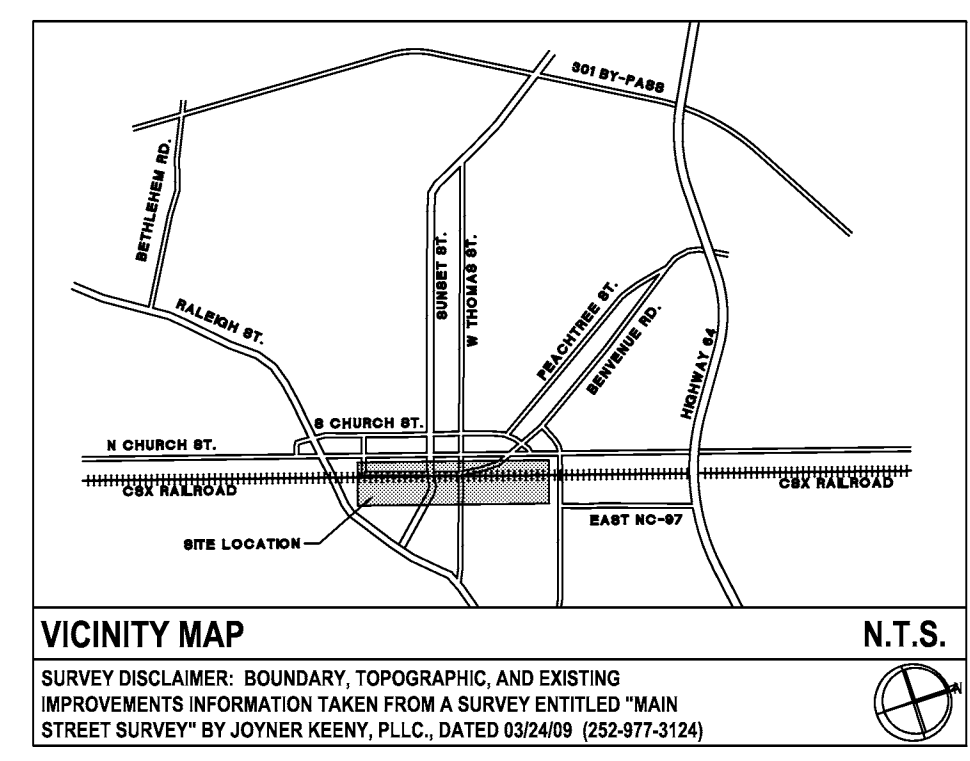 301 BY-PASS
BETHLEHEM RD.
RALEIGH ST.
SUNSET ST.
W THOMAS ST.
PEACHTREE ST.
BENVENUE RD.
HIGHWAY 64
S CHURCH ST.
N CHURCH ST.
CSX RAILROAD
CSX RAILROAD
EAST NC-97
SITE LOCATION
VICINITY MAP
N.T.S.
SURVEY DISCLAIMER: BOUNDARY, TOPOGRAPHIC, AND EXISTING
IMPROVEMENTS INFORMATION TAKEN FROM A SURVEY ENTITLED "MAIN
STREET SURVEY" BY JOYNER KEENY, PLLC., DATED 03/24/09 (252-977-3124)
N